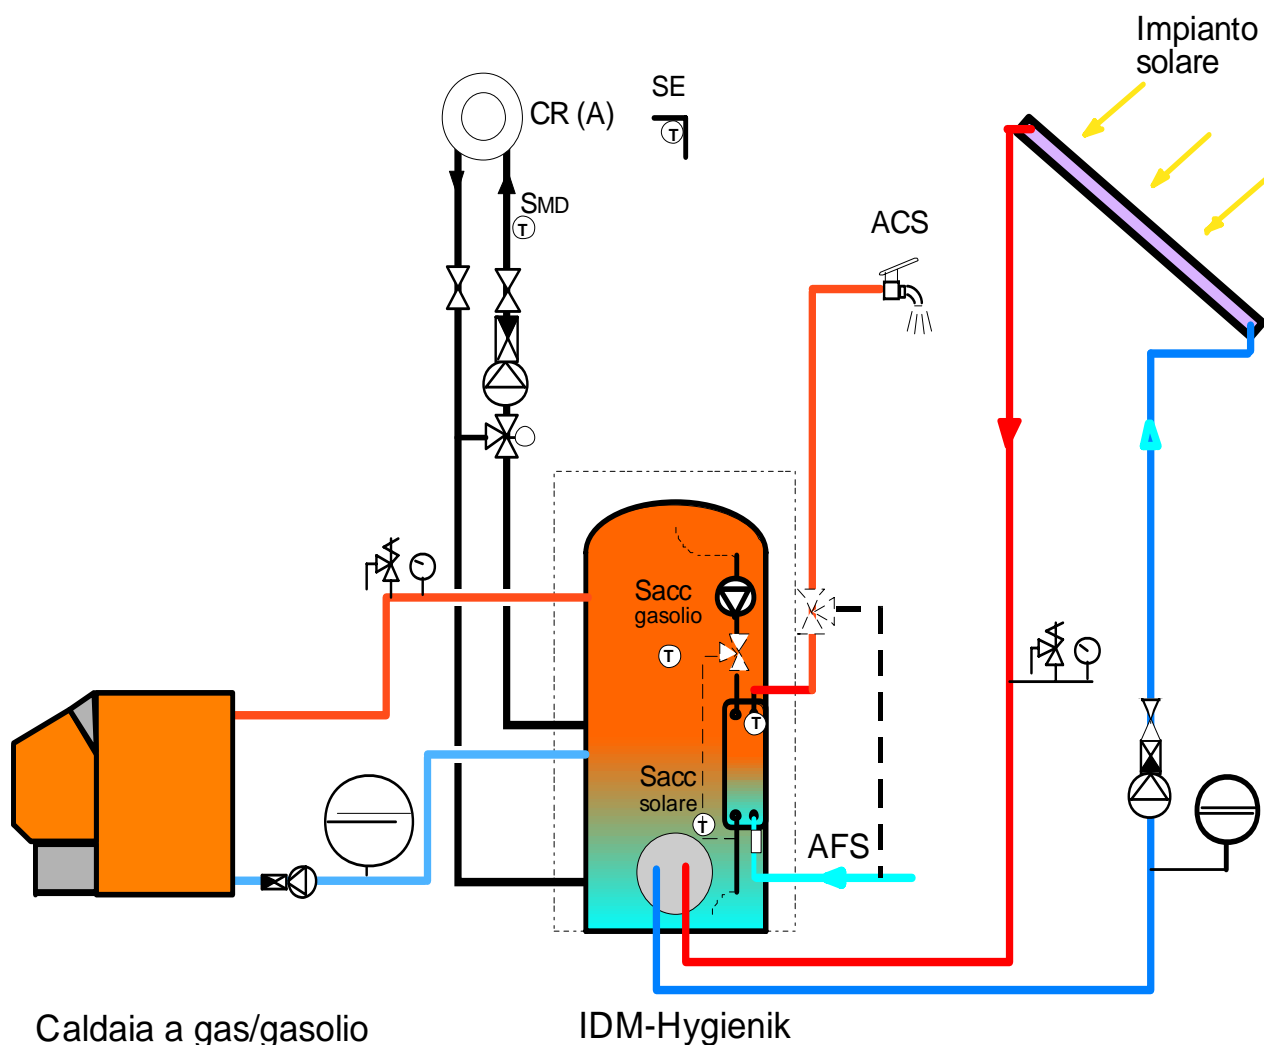 Impianto
solare
SE
CR (A)
T
SMD
T
ACS
Sacc
gasolio
T
T
Sacc
solare
T
AFS
Caldaia a gas/gasolio
IDM-Hygienik